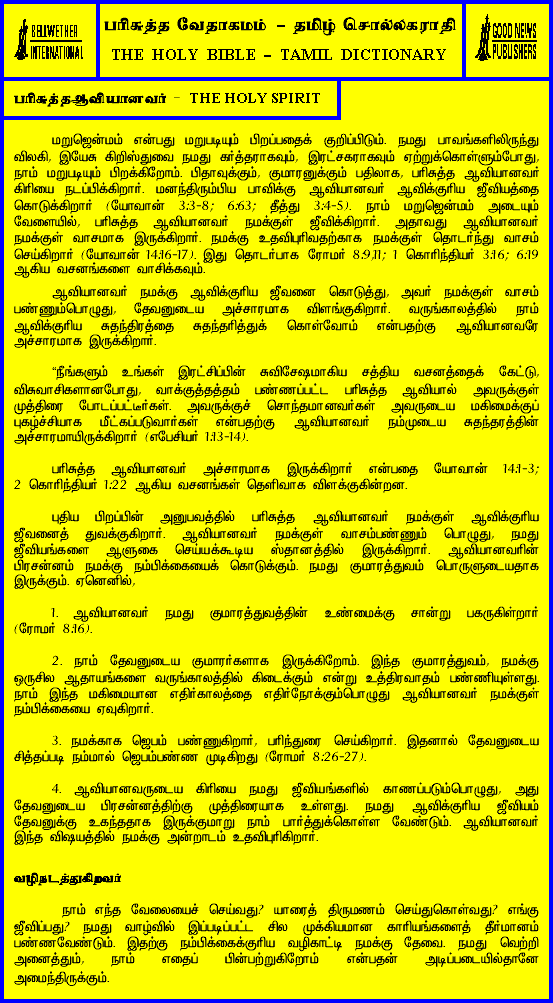 BELLWETHER
INTERNATIONAL
பரிசுத்த வேதாகமம் - தமிழ் சொல்லகராதி
THE HOLY BIBLE - TAMIL DICTIONARY
GOOD NEWS
PUBLISHERS
பரிசுத்தஆவியானவர் - THE HOLY SPIRIT
மறுஜென்மம் என்பது மறுபடியும் பிறப்பதைக் குறிப்பிடும். நமது பாவங்களிலிருந்து
விலகி, இயேசு கிறிஸ்துவை நமது கர்த்தராகவும், இரட்சகராகவும் ஏற்றுக்கொள்ளும்போது,
நாம் மறுபடியும் பிறக்கிறோம். பிதாவுக்கும், குமாரனுக்கும் பதிலாக, பரிசுத்த ஆவியானவர்
கிரியை நடப்பிக்கிறார். மனந்திரும்பிய பாவிக்கு ஆவியானவர் ஆவிக்குரிய ஜீவியத்தை
கொடுக்கிறார் (யோவான் 3:3-8; 6:63; தீத்து 3:4-5). நாம் மறுஜென்மம் அடையும்
வேளையில், பரிசுத்த ஆவியானவர் நமக்குள் ஜீவிக்கிறார். அதாவது ஆவியானவர்
நமக்குள் வாசமாக இருக்கிறார். நமக்கு உதவிபுரிவதற்காக நமக்குள் தொடர்ந்து வாசம்
செய்கிறார் (யோவான் 14:16-17). இது தொடர்பாக ரோமர் 8:9,11; 1 கொரிந்தியர் 3:16; 6:19
ஆகிய வசனங்களை வாசிக்கவும்.
ஆவியானவர் நமக்கு ஆவிக்குரிய ஜீவனை கொடுத்து, அவர் நமக்குள் வாசம்
பண்ணும்பொழுது, தேவனுடைய அச்சாரமாக விளங்குகிறார். வருங்காலத்தில் நாம்
ஆவிக்குரிய சுதந்திரத்தை சுதந்தரித்துக் கொள்வோம் என்பதற்கு ஆவியானவரே
அச்சாரமாக இருக்கிறார்.
"நீங்களும் உங்கள் இரட்சிப்பின் சுவிசேஷமாகிய சத்திய வசனத்தைக் கேட்டு,
விசுவாசிகளானபோது, வாக்குத்தத்தம் பண்ணப்பட்ட பரிசுத்த ஆவியால் அவருக்குள்
முத்திரை போடப்பட்டீர்கள். அவருக்குச் சொந்தமானவர்கள் அவருடைய மகிமைக்குப்
புகழ்ச்சியாக மீட்கப்படுவார்கள் என்பதற்கு ஆவியானவர் நம்முடைய சுதந்தரத்தின்
அச்சாரமாயிருக்கிறார் (எபேசியர் 1:13-14).
பரிசுத்த ஆவியானவர் அச்சாரமாக இருக்கிறார் என்பதை யோவான் 14:1-3;
2 கொரிந்தியர் 1:22 ஆகிய வசனங்கள் தெளிவாக விளக்குகின்றன.
புதிய பிறப்பின் அனுபவத்தில் பரிசுத்த ஆவியானவர் நமக்குள் ஆவிக்குரிய
ஜீவனைத் துவக்குகிறார். ஆவியானவர் நமக்குள் வாசம்பண்ணும் பொழுது, நமது
ஜீவியங்களை ஆளுகை செய்யக்கூடிய ஸ்தானத்தில் இருக்கிறார். ஆவியானவரின்
பிரசன்னம் நமக்கு நம்பிக்கையைக் கொடுக்கும். நமது குமாரத்துவம் பொருளுடையதாக
இருக்கும். ஏனெனில்,
1. ஆவியானவர் நமது குமாரத்துவத்தின் உண்மைக்கு சான்று பகருகின்றார்
(ரோமர் 8:16).
2. நாம் தேவனுடைய குமாரர்களாக இருக்கிறோம். இந்த குமாரத்துவம், நமக்கு
ஒருசில ஆதாயங்களை வருங்காலத்தில் கிடைக்கும் என்று உத்திரவாதம் பண்ணியுள்ளது.
நாம் இந்த மகிமையான எதிர்காலத்தை எதிர்நோக்கும்பொழுது ஆவியானவர் நமக்குள்
நம்பிக்கையை ஏவுகிறார்.
3. நமக்காக ஜெபம் பண்ணுகிறார், பரிந்துரை செய்கிறார். இதனால் தேவனுடைய
சித்தப்படி நம்மால் ஜெபம்பண்ண முடிகிறது (ரோமர் 8:26-27).
4. ஆவியானவருடைய கிரியை நமது ஜீவியங்களில் காணப்படும்பொழுது, அது
தேவனுடைய பிரசன்னத்திற்கு முத்திரையாக உள்ளது. நமது ஆவிக்குரிய ஜீவியம்
தேவனுக்கு உகந்ததாக இருக்குமாறு நாம் பார்த்துக்கொள்ள வேண்டும். ஆவியானவர்
இந்த விஷயத்தில் நமக்கு அன்றாடம் உதவிபுரிகிறார்.
வழிநடத்துகிறவர்
நாம் எந்த வேலையைச் செய்வது? யாரைத் திருமணம் செய்துகொள்வது? எங்கு
ஜீவிப்பது? நமது வாழ்வில் இப்படிப்பட்ட சில முக்கியமான காரியங்களைத் தீர்மானம்
பண்ணவேண்டும். இதற்கு நம்பிக்கைக்குரிய வழிகாட்டி நமக்கு தேவை. நமது வெற்றி
அனைத்தும், நாம் எதைப் பின்பற்றுகிறோம் என்பதன் அடிப்படையில்தானே
அமைந்திருக்கும்.